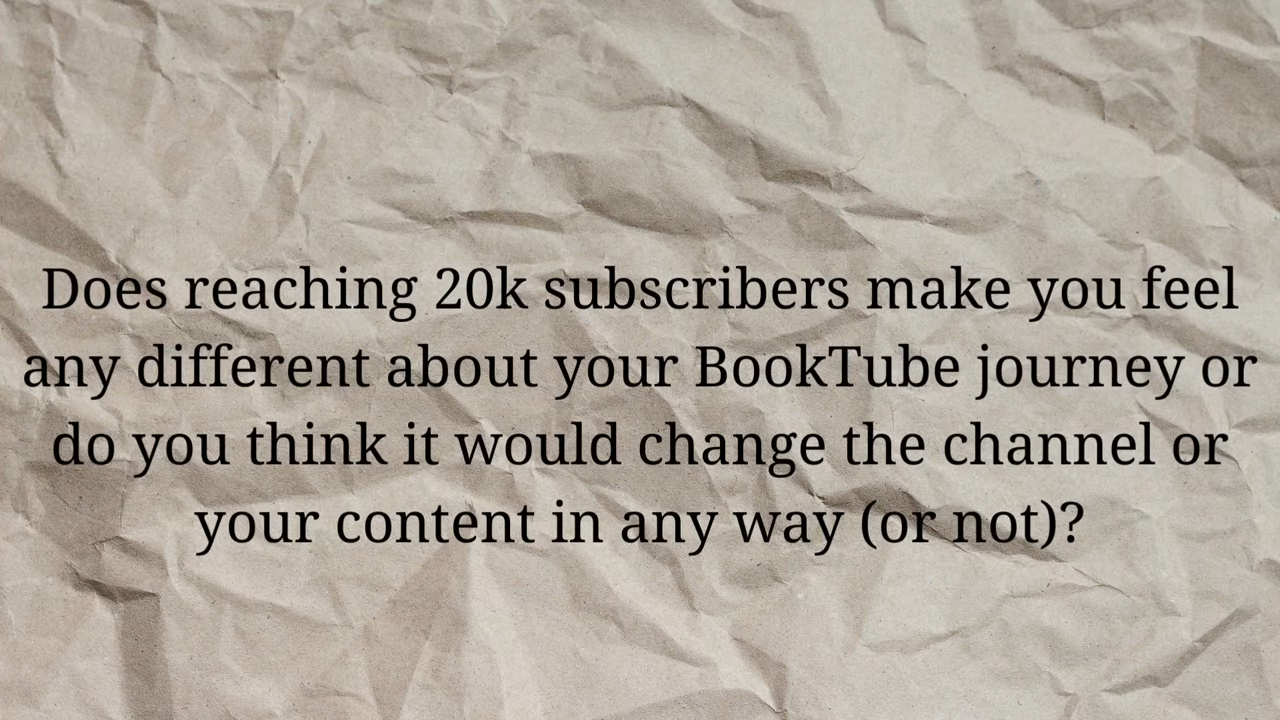 Does reaching 20k subscribers make you feel
any different about your BookTube journey or
do you think it would change the channel or
your content in any way (or not)?